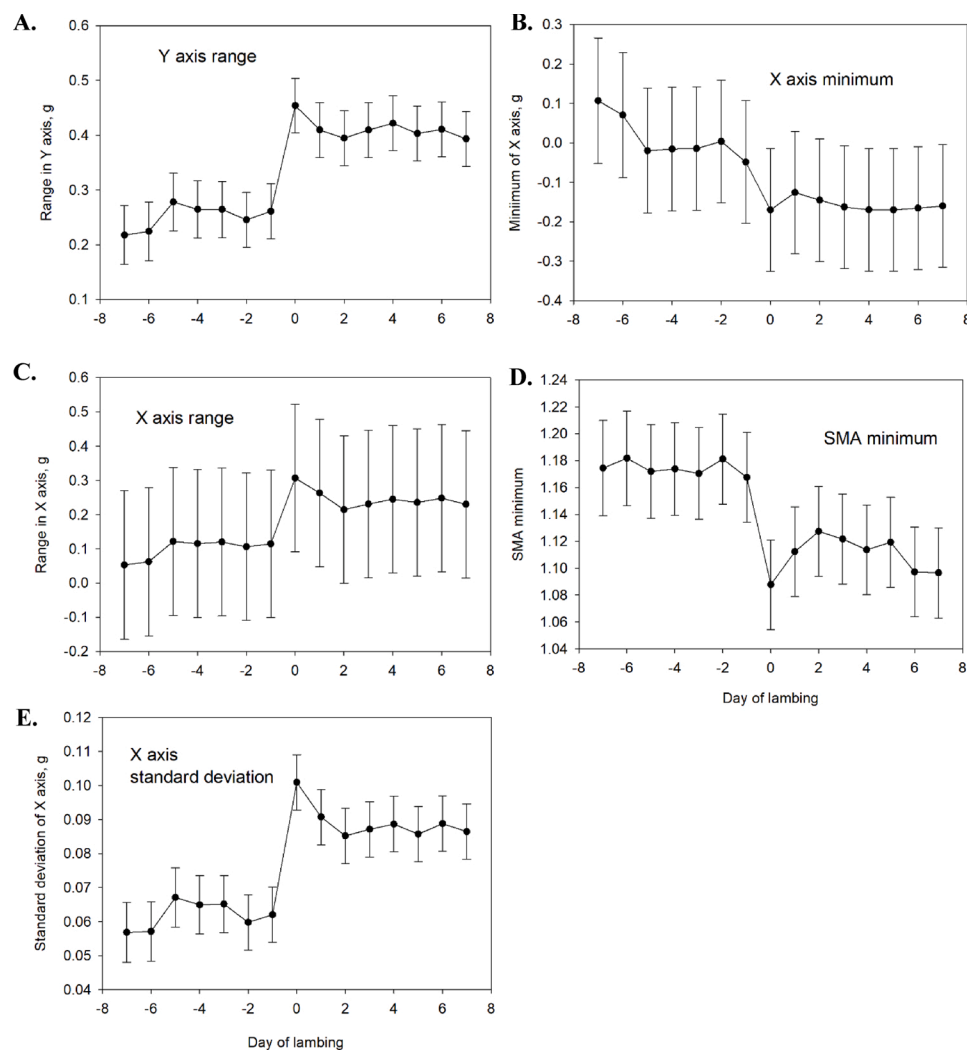 A.
Y axis range
Range in Y axis, g
0.6
0.5
0.4
0.3
0.2
0.1
-8 -6 -4 -2 0 2 4 6 8
B.
X axis minimum
Miniimum of X axis, g
0.3
0.2
0.1
0.0
-0.1
-0.2
-0.3
-0.4
-8 -6 -4 -2 0 2 4 6 8
C.
X axis range
Range in X axis, g
0.6
0.5
0.4
0.3
0.2
0.1
0.0
-0.1
-0.2
-8 -6 -4 -2 0 2 4 6 8
D.
SMA minimum
SMA minimum
1.24
1.22
1.20
1.18
1.16
1.14
1.12
1.10
1.08
1.06
1.04
-8 -6 -4 -2 0 2 4 6 8
Day of lambing
E.
X axis
standard deviation
Standard deviation of X axis, g
0.12
0.11
0.10
0.09
0.08
0.07
0.06
0.05
0.04
-8 -6 -4 -2 0 2 4 6 8
Day of lambing